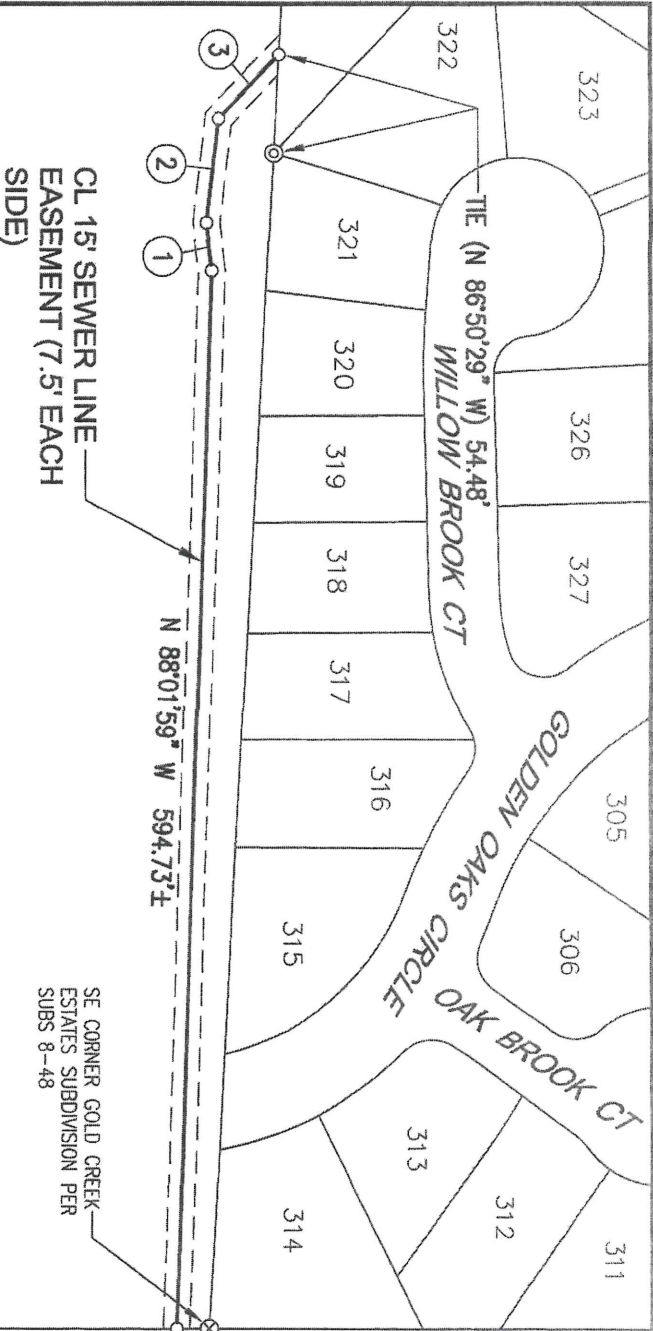 323
322
TIE (N 86°50'29" W) 54.48'
WILLOW BROOK CT
321
320
319
318
317
316
315
314
313
312
311
326
327
305
306
GOLDEN OAKS CIRCLE
OAK BROOK CT
3
2
1
CL 15' SEWER LINE
EASEMENT (7.5' EACH
SIDE)
N 88°01'59" W 594.73'±
SE CORNER GOLD CREEK
ESTATES SUBDIVISION PER
SUBS 8-48